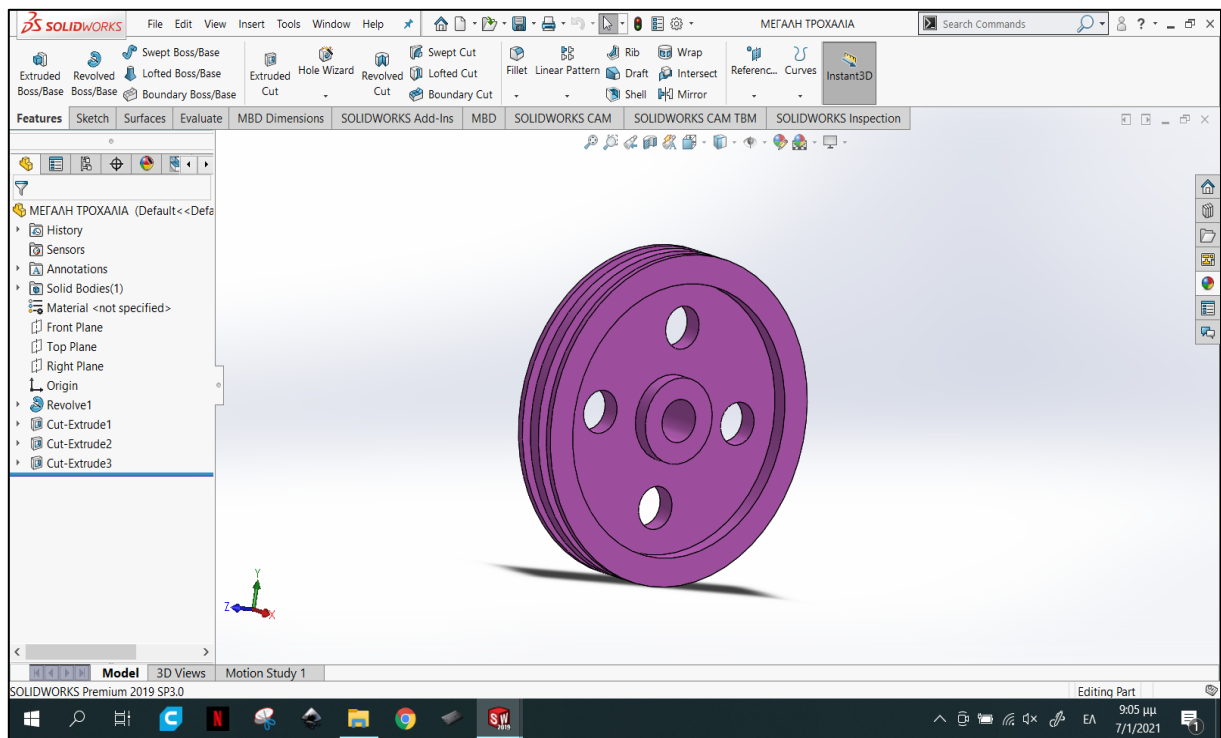 SOLIDWORKS File Edit View Insert Tools Window Help ΜΕΓΑΛΗ ΤΡΟΧΑΛΙΑ Search Commands
Extruded Boss/Base
Revolved Boss/Base
Swept Boss/Base
Lofted Boss/Base
Boundary Boss/Base
Extruded Cut
Hole Wizard
Revolved Cut
Swept Cut
Lofted Cut
Boundary Cut
Fillet
Linear Pattern
Rib
Draft
Shell
Wrap
Intersect
Mirror
Referenc...
Curves
Instant3D
Features Sketch Surfaces Evaluate MBD Dimensions SOLIDWORKS Add-Ins MBD SOLIDWORKS CAM SOLIDWORKS CAM TBM SOLIDWORKS Inspection
ΜΕΓΑΛΗ ΤΡΟΧΑΛΙΑ (Default<<Defa
History
Sensors
Annotations
Solid Bodies(1)
Material <not specified>
Front Plane
Top Plane
Right Plane
Origin
Revolve1
Cut-Extrude1
Cut-Extrude2
Cut-Extrude3
Y
Z
X
Model 3D Views Motion Study 1
SOLIDWORKS Premium 2019 SP3.0 Editing Part
SW
2019
ΕΛ
9:05 μμ
7/1/2021
1